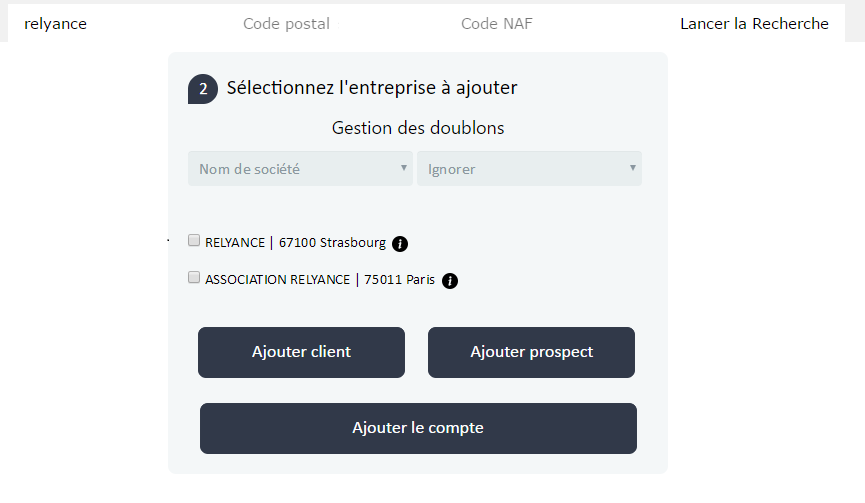 relyance Code postal Code NAF Lancer la Recherche
2 Sélectionnez l'entreprise à ajouter
Gestion des doublons
Nom de société Ignorer
RELYANCE | 67100 Strasbourg i
ASSOCIATION RELYANCE | 75011 Paris i
Ajouter client Ajouter prospect
Ajouter le compte